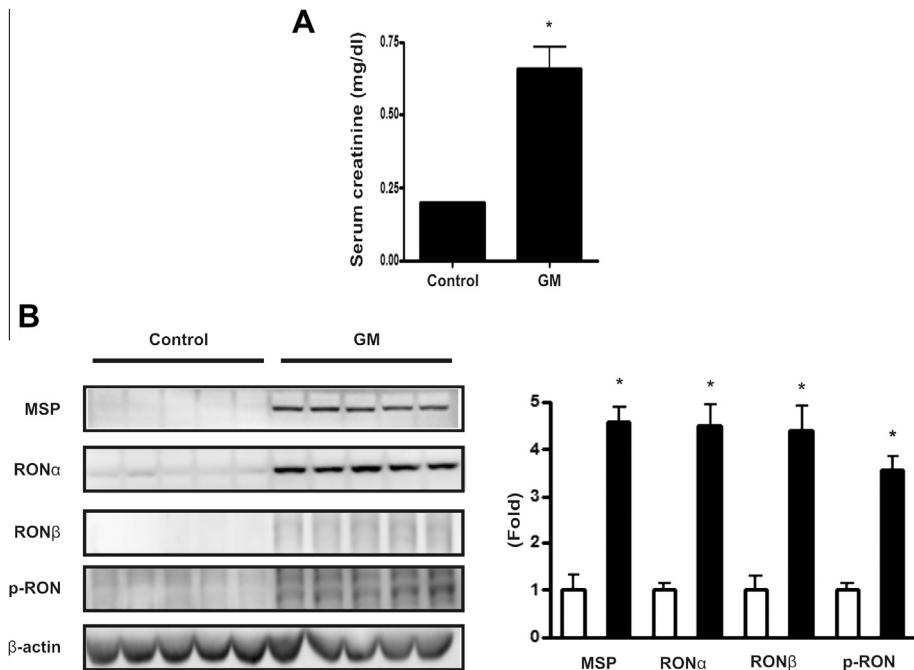 A
*
Serum creatinine (mg/dl)
0.75
0.50
0.25
0.00
Control GM
B
Control GM
MSP
RONα
RONβ
p-RON
β-actin
* * * *
(Fold)
5
4
3
2
1
0
MSP RONα RONβ p-RON